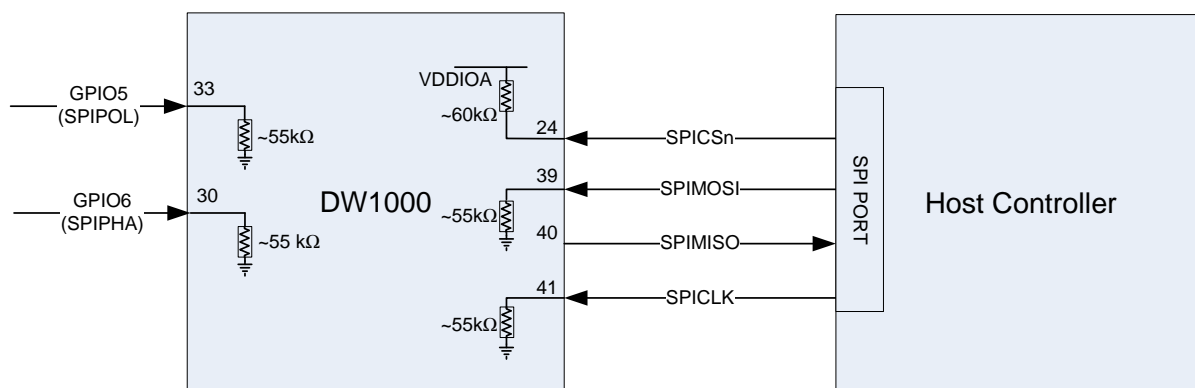 GPIO5
(SPIPOL)
33
~55kΩ
GPIO6
(SPIPHA)
30
~55 kΩ
DW1000
VDDIOA
~60kΩ
24
SPICSn
39
SPIMOSI
~55kΩ
40
SPIMISO
41
SPICLK
~55kΩ
SPI PORT
Host Controller